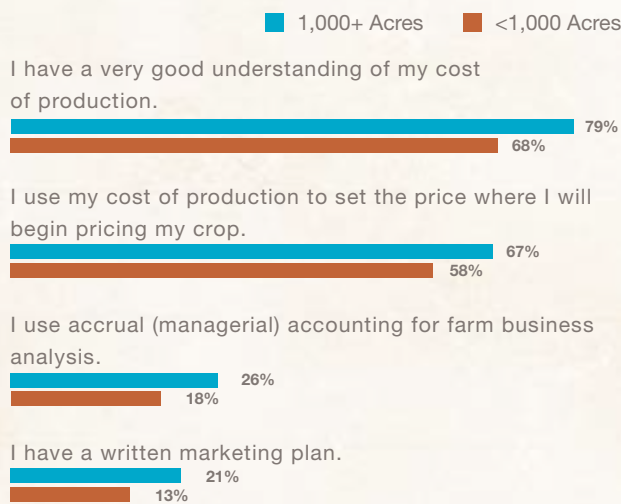 1,000+ Acres <1,000 Acres
I have a very good understanding of my cost
of production.
79%
68%
I use my cost of production to set the price where I will
begin pricing my crop.
67%
58%
I use accrual (managerial) accounting for farm business
analysis.
26%
18%
I have a written marketing plan.
21%
13%